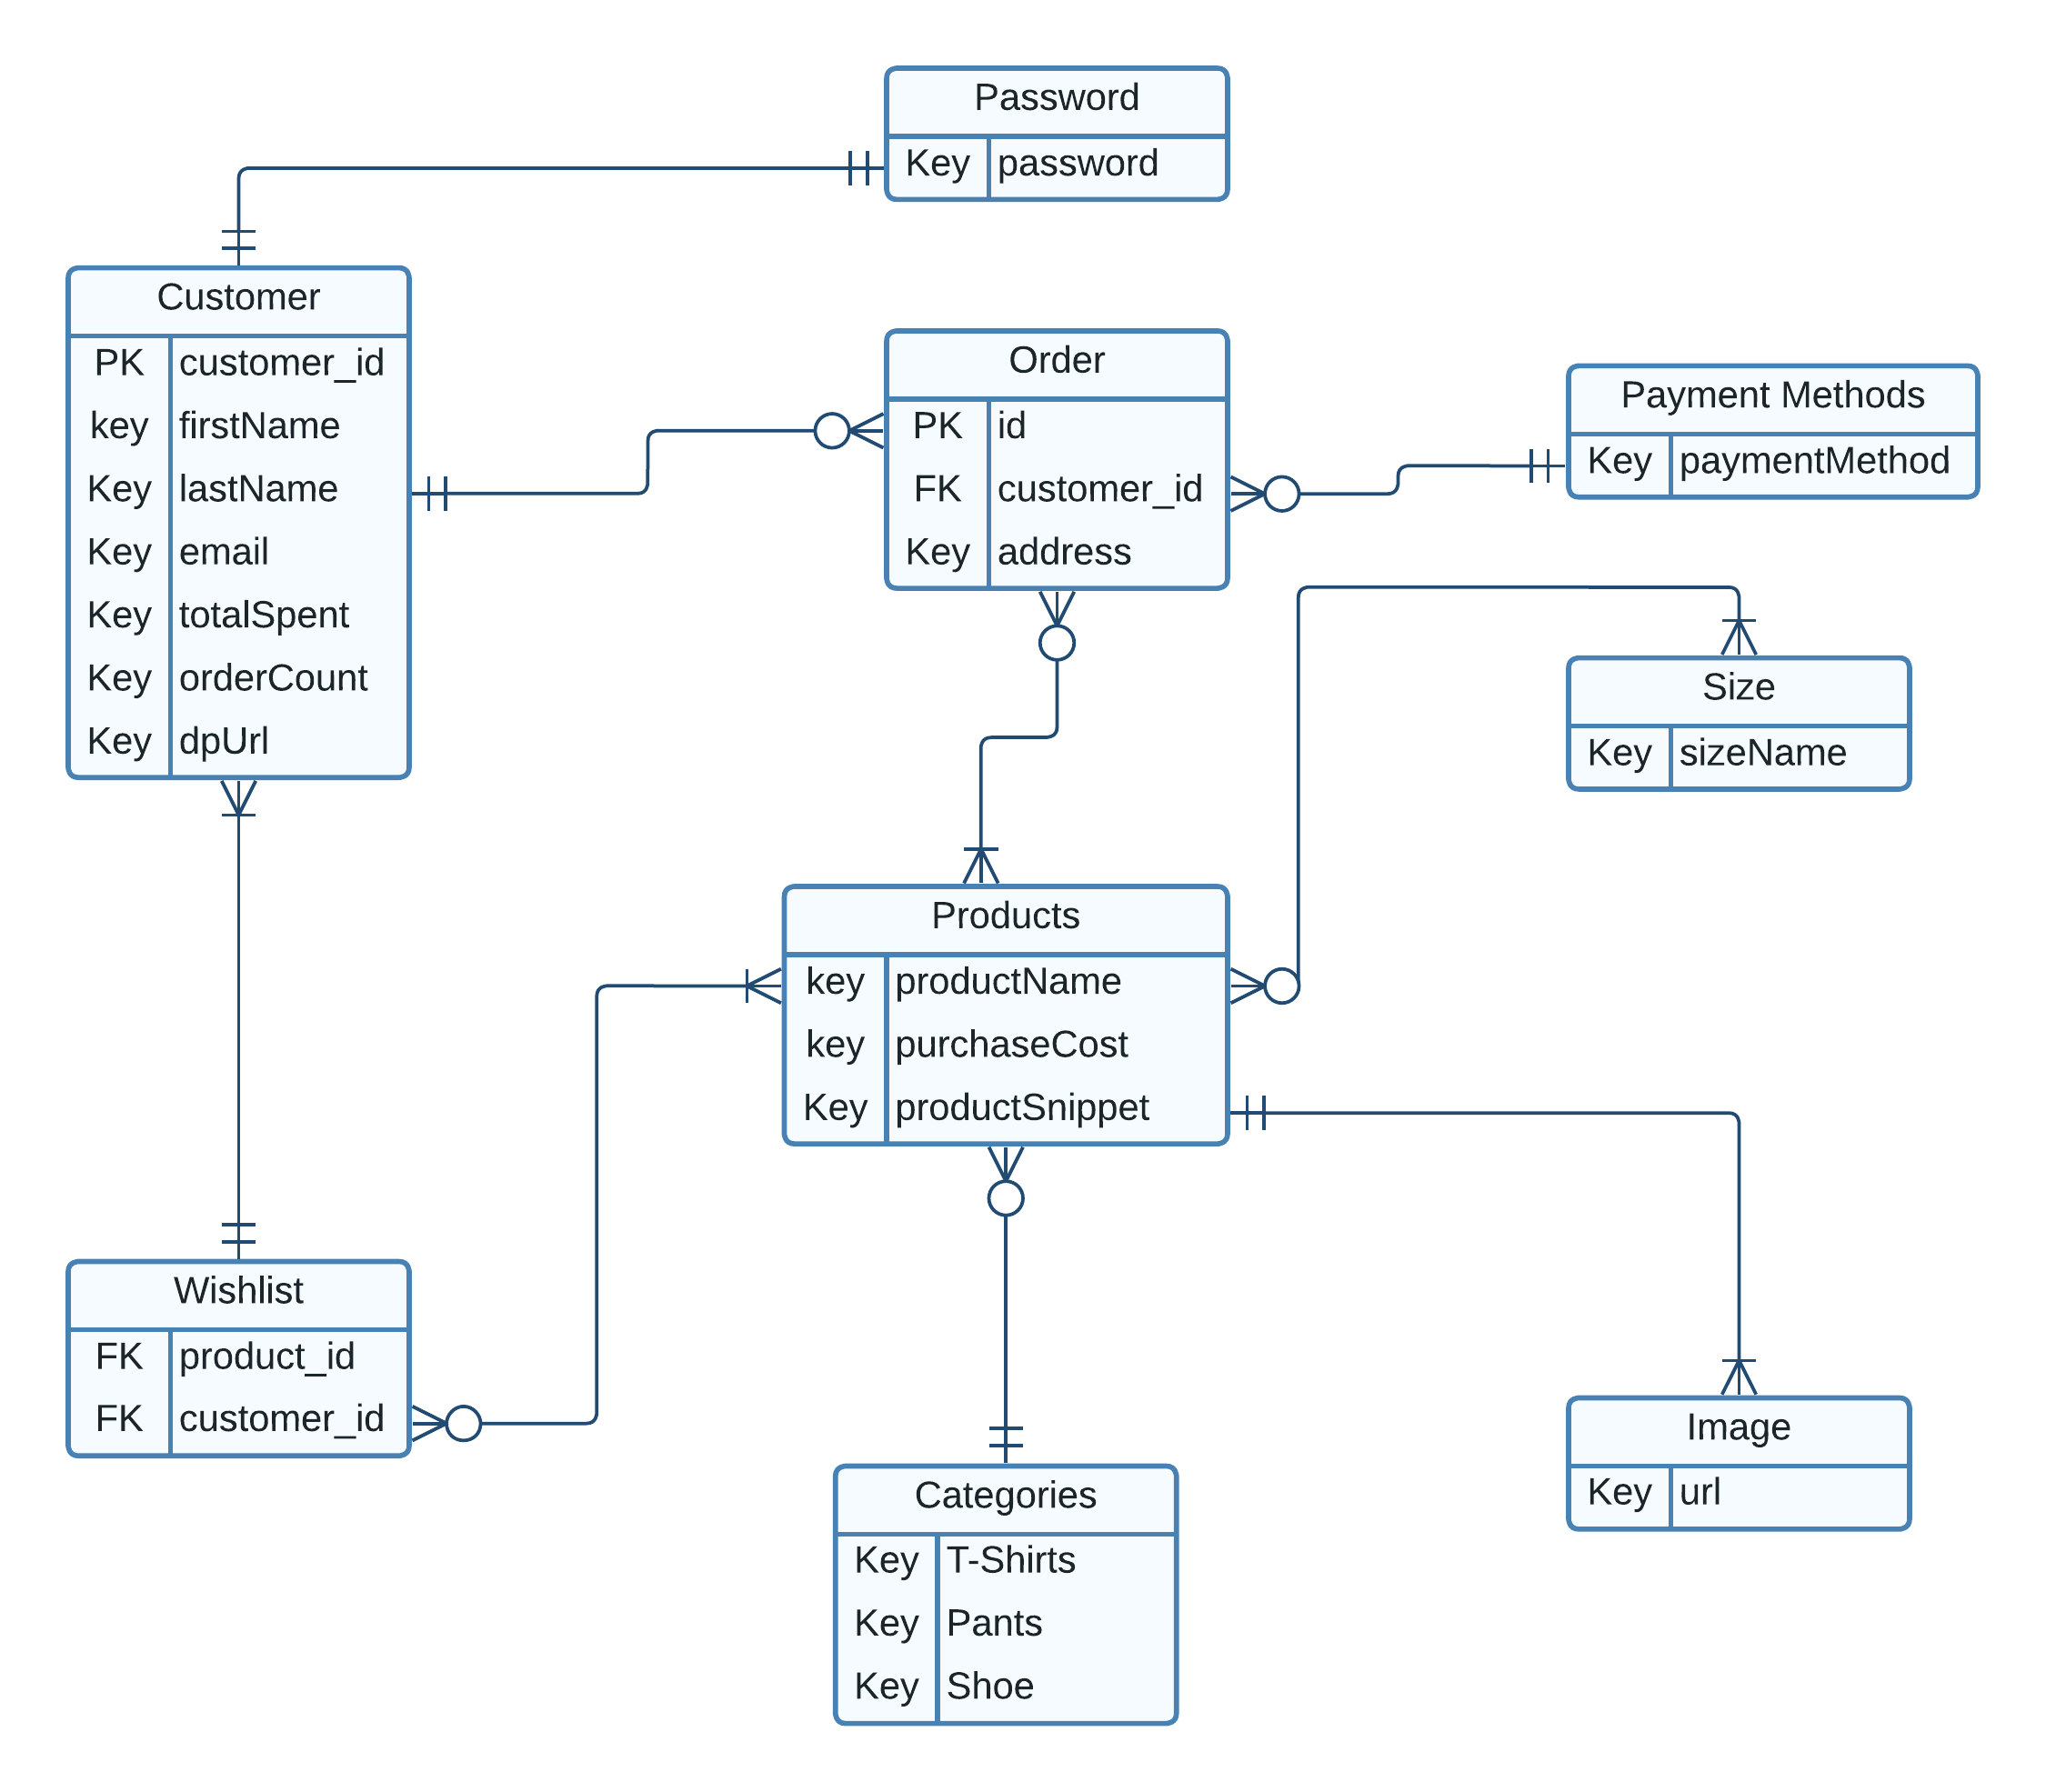 Password
Key password
Customer
PK customer_id
key firstName
Key lastName
Key email
Key totalSpent
Key orderCount
Key dpUrl
Order
PK id
FK customer_id
Key address
Payment Methods
Key paymentMethod
Size
Key sizeName
Products
key productName
key purchaseCost
Key productSnippet
Wishlist
FK product_id
FK customer_id
Categories
Key T-Shirts
Key Pants
Key Shoe
Image
Key url